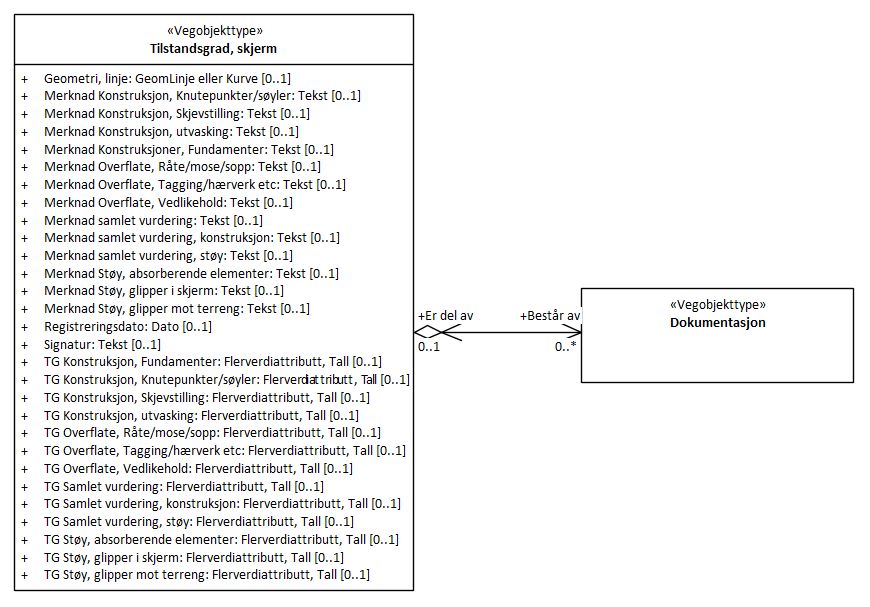 «Vegobjekttype»
Tilstandsgrad, skjerm
+ Geometri, linje: GeomLinje eller Kurve [0..1]
+ Merknad Konstruksjon, Knutepunkter/søyler: Tekst [0..1]
+ Merknad Konstruksjon, Skjevstilling: Tekst [0..1]
+ Merknad Konstruksjon, utvasking: Tekst [0..1]
+ Merknad Konstruksjoner, Fundamenter: Tekst [0..1]
+ Merknad Overflate, Råte/mose/sopp: Tekst [0..1]
+ Merknad Overflate, Tagging/hærverk etc: Tekst [0..1]
+ Merknad Overflate, Vedlikehold: Tekst [0..1]
+ Merknad samlet vurdering: Tekst [0..1]
+ Merknad samlet vurdering, konstruksjon: Tekst [0..1]
+ Merknad samlet vurdering, støy: Tekst [0..1]
+ Merknad Støy, absorberende elementer: Tekst [0..1]
+ Merknad Støy, glipper i skjerm: Tekst [0..1]
+ Merknad Støy, glipper mot terreng: Tekst [0..1]
+ Registreringsdato: Dato [0..1]
+ Signatur: Tekst [0..1]
+ TG Konstruksjon, Fundamenter: Flerverdiattributt, Tall [0..1]
+ TG Konstruksjon, Knutepunkter/søyler: Flerverdiattributt, Tall [0..1]
+ TG Konstruksjon, Skjevstilling: Flerverdiattributt, Tall [0..1]
+ TG Konstruksjon, utvasking: Flerverdiattributt, Tall [0..1]
+ TG Overflate, Råte/mose/sopp: Flerverdiattributt, Tall [0..1]
+ TG Overflate, Tagging/hærverk etc: Flerverdiattributt, Tall [0..1]
+ TG Overflate, Vedlikehold: Flerverdiattributt, Tall [0..1]
+ TG Samlet vurdering: Flerverdiattributt, Tall [0..1]
+ TG Samlet vurdering, konstruksjon: Flerverdiattributt, Tall [0..1]
+ TG Samlet vurdering, støy: Flerverdiattributt, Tall [0..1]
+ TG Støy, absorberende elementer: Flerverdiattributt, Tall [0..1]
+ TG Støy, glipper i skjerm: Flerverdiattributt, Tall [0..1]
+ TG Støy, glipper mot terreng: Flerverdiattributt, Tall [0..1]
+Er del av
0..1
+Består av
0..*
«Vegobjekttype»
Dokumentasjon